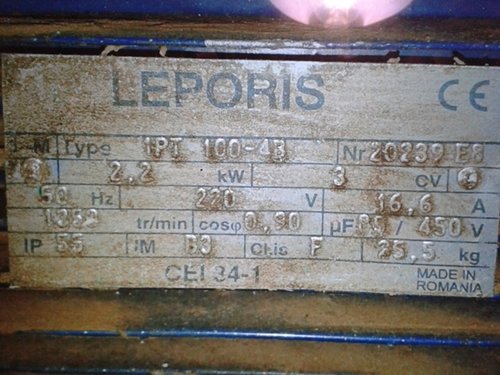 LEPORIS CE
-M Type 1PT 100-4B Nr 20239 E8
2,2 kW 3 CV
50 Hz 220 V 16,6 A
tr/min cosφ 0,90 µF / 450 V
IP 55 IM B3 Cl.is F 25,5 kg
CEI 34-1 MADE IN
ROMANIA